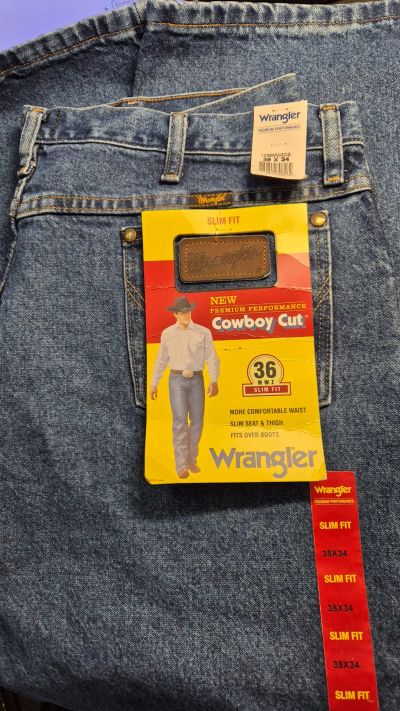 Wrangler
PREMIUM PERFORMANCE
38 X 34
Wrangler
SLIM FIT
Wrangler
NEW
PREMIUM PERFORMANCE
Cowboy Cut
36
MWZ
SLIM FIT
MORE COMFORTABLE WAIST
SLIM SEAT & THIGH
FITS OVER BOOTS
Wrangler
Wrangler
PREMIUM PERFORMANCE
SLIM FIT
38X34
SLIM FIT
38X34
SLIM FIT
38X34
SLIM FIT